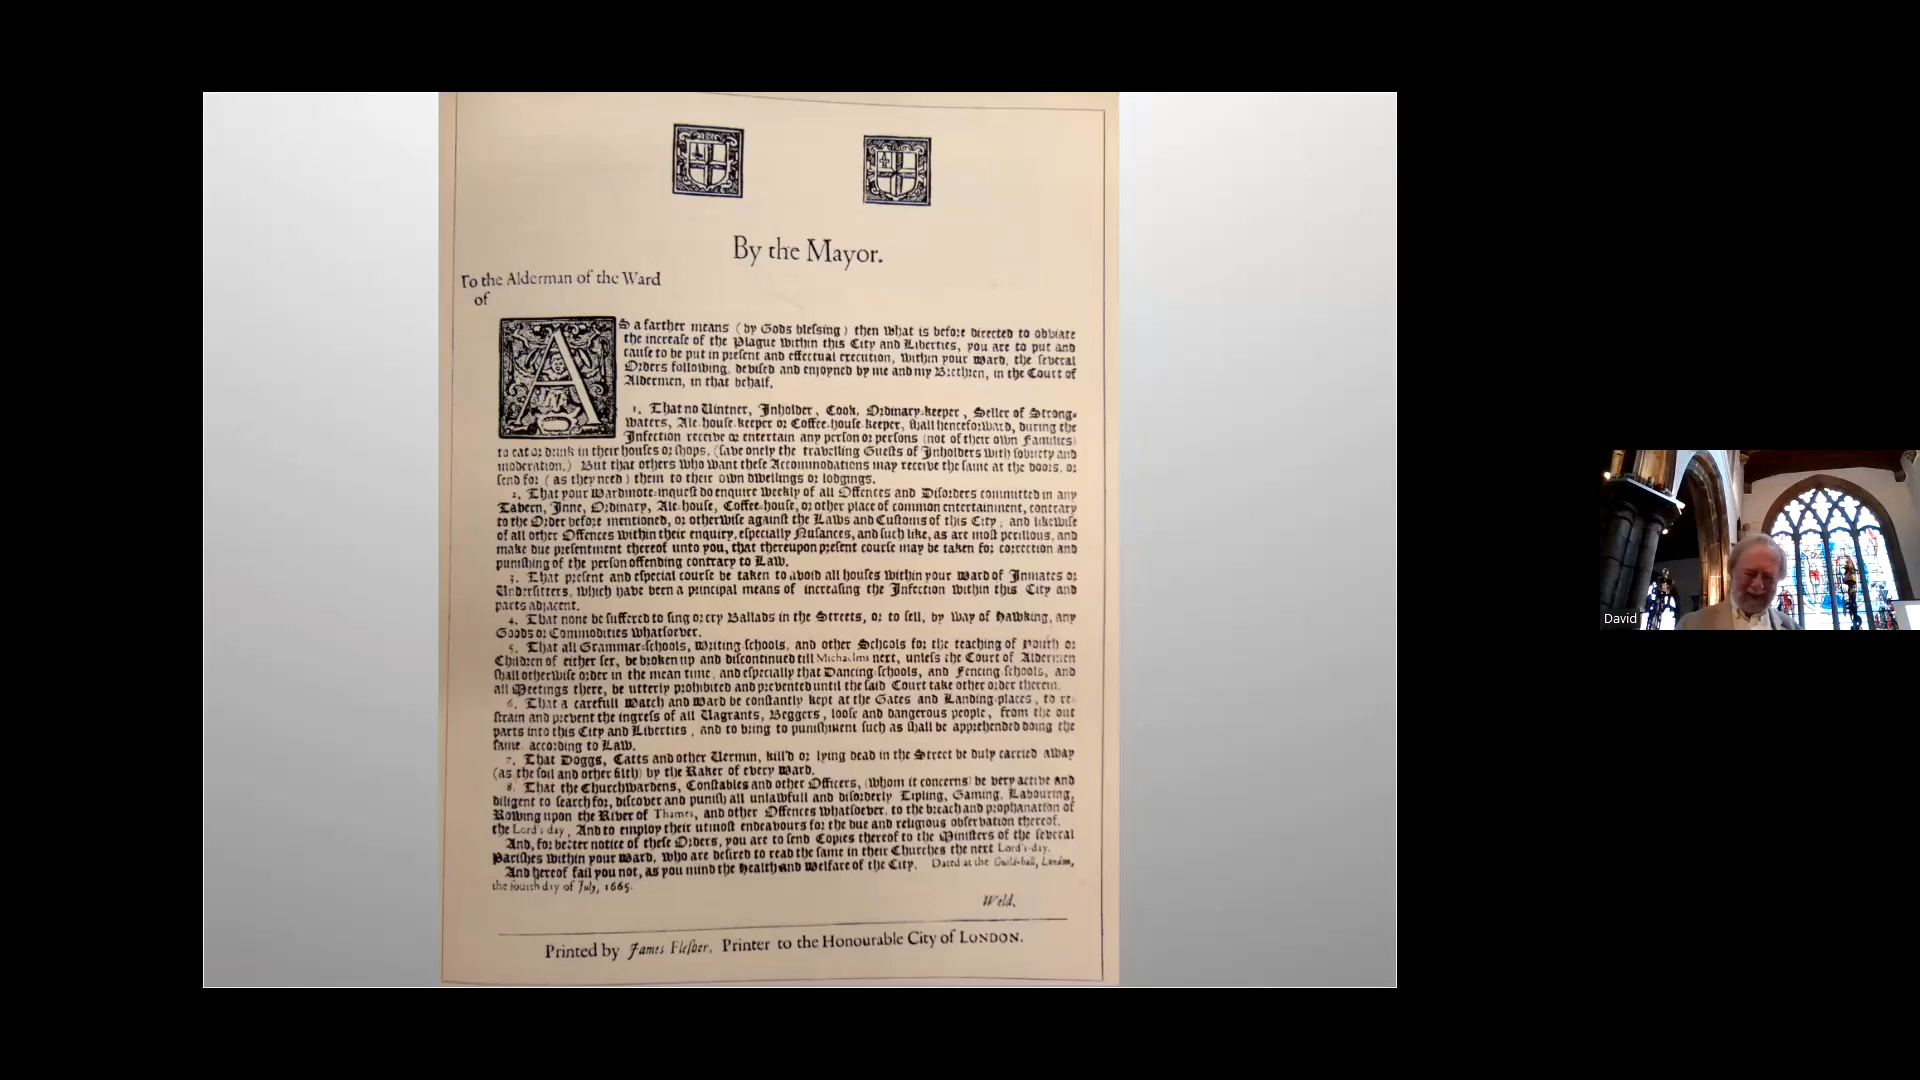 By the Mayor.
To the Alderman of the Ward
of
AS a farther means ( by Gods blessing ) then what is before directed to obviate
the increase of the Plague within this City and Liberties, you are to put and
cause to be put in present and effectual execution, within your Ward, the several
Orders following, devised and enjoyned by me and my Brethren, in the Court of
Aldermen, in that behalf.
1. That no Vintner, Inholder, Cook, Ordinary-keeper, Seller of Strong-
waters, Ale-house-keeper or Coffee-house-keeper, shall henceforward, during the
Infection receive or entertain any person or persons (not of their own Families)
to eat or drink in their houses or shops, (save onely the travelling Guests of Inholders with sobriety and
moderation.) But that others who want these Accommodations may receive the same at the doors, or
send for ( as they need ) them to their own dwellings or lodgings.
2. That your Wardmote-inquest do enquire weekly of all Offences and Disorders committed in any
Tavern, Inne, Ordinary, Ale-house, Coffee-house, or other place of common entertainment, contrary
to the Order before mentioned, or otherwise against the Laws and Customs of this City, and likewise
of all other Offences within their enquiry, especially Nusances, and such like, as are most perillous, and
make due presentment thereof unto you, that thereupon present course may be taken for correction and
punishing of the person offending contrary to Law.
3. That present and especial course be taken to avoid all houses within your Ward of Inmates or
Undersitters, which have been a principal means of increasing the Infection within this City and
parts adjacent.
4. That none be suffered to sing or cry Ballads in the Streets, or to sell, by way of Hawking, any
Goods or Commodities whatsoever.
5. That all Grammar-schools, Writing-schools, and other Schools for the teaching of Youth or
Children of either sex, be broken up and discontinued till Michaelms next, unless the Court of Aldermen
shall otherwise order in the mean time, and especially that Dancing-schools, and Fencing-schools, and
all Meetings there, be utterly prohibited and prevented until the said Court take other order therein.
6. That a carefull Watch and Ward be constantly kept at the Gates and Landing-places, to re-
strain and prevent the ingress of all Vagrants, Beggers, loose and dangerous people, from the out
parts into this City and Liberties, and to bring to punishment such as shall be apprehended doing the
same, according to Law.
7. That Doggs, Catts and other Vermin, kill'd or lying dead in the Street be duly carried away
(as the soil and other filth) by the Raker of every Ward.
8. That the Churchwardens, Constables and other Officers, (whom it concerns) be very active and
diligent to search for, discover and punish all unlawfull and disorderly Tipling, Gaming, Labouring,
Rowing upon the River of Thames, and other Offences whatsoever, to the breach and prophanation of
the Lord's day, And to employ their utmost endeavours for the due and religious observation thereof.
And, for better notice of these Orders, you are to send Copies thereof to the Ministers of the several
Parishes within your Ward, who are desired to read the same in their Churches the next Lord's-day.
And hereof fail you not, as you mind the Health and Welfare of the City. Dated at the Guild-hall, London,
the fourth day of July, 1665.
Weld.
Printed by James Flesher, Printer to the Honourable City of LONDON.
David